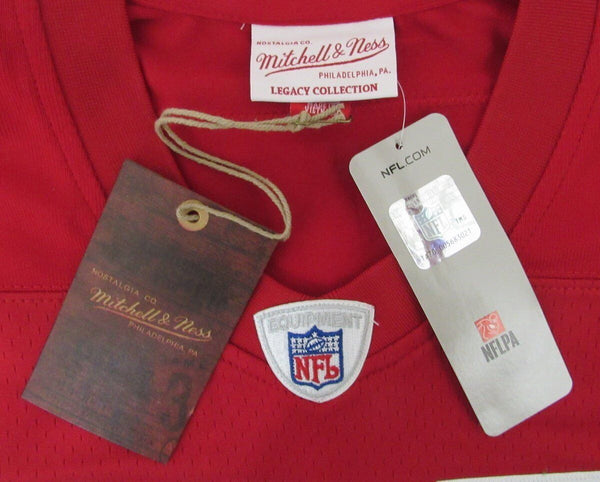 NOSTALGIA CO.
Mitchell & Ness
PHILADELPHIA, PA.
LEGACY COLLECTION
NFL.COM
NFL
NFLPA
NOSTALGIA CO.
Mitchell & Ness
PHILADELPHIA, PA
EQUIPMENT
NFL